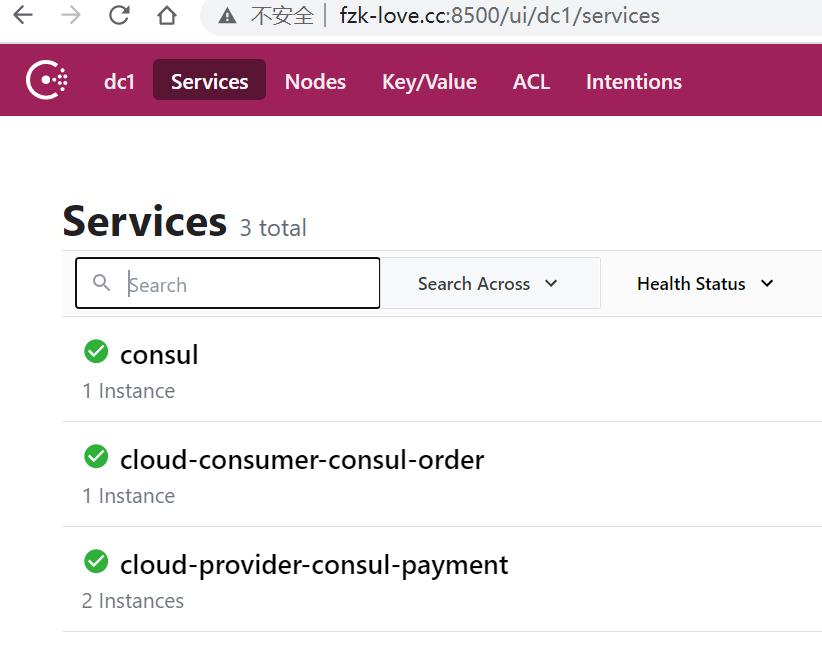 不安全 | fzk-love.cc:8500/ui/dc1/services
dc1 Services Nodes Key/Value ACL Intentions
Services 3 total
Search Search Across Health Status
consul
1 Instance
cloud-consumer-consul-order
1 Instance
cloud-provider-consul-payment
2 Instances